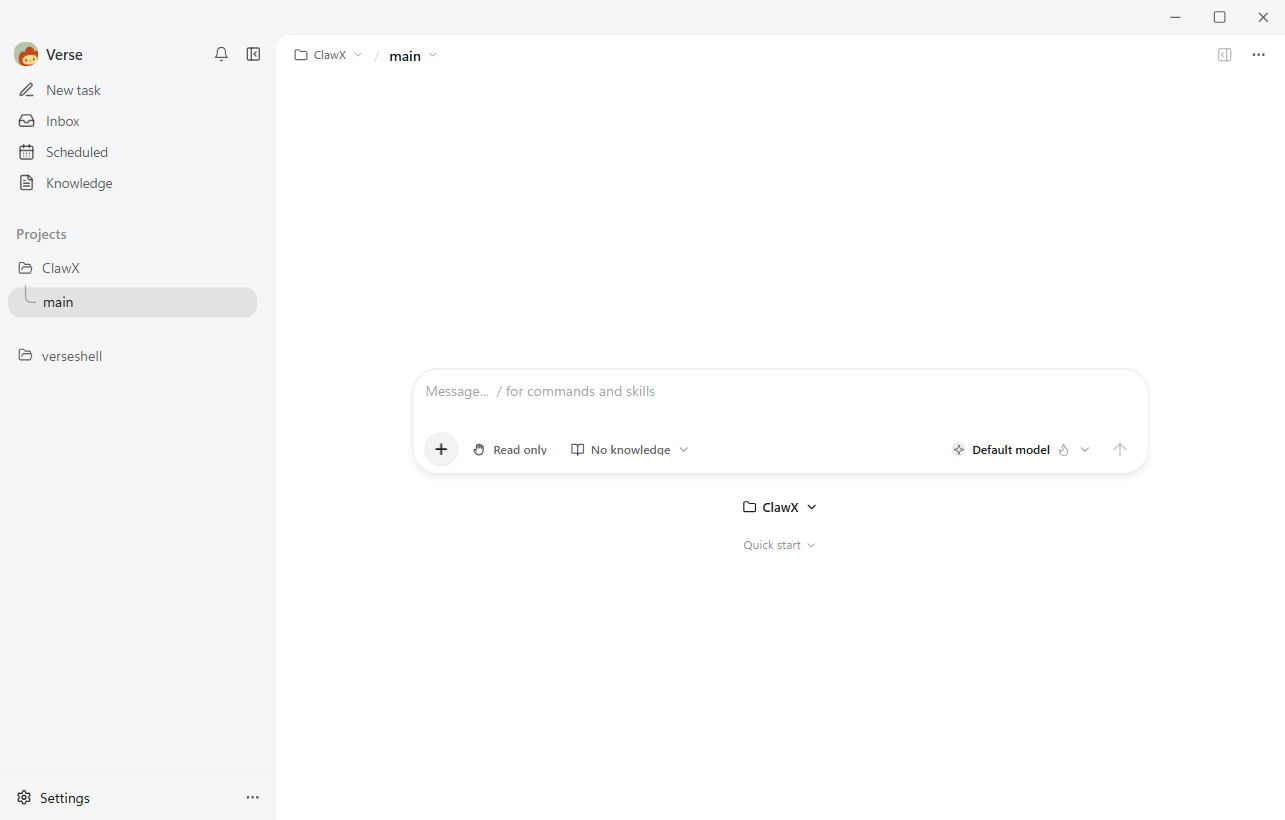 Verse
New task
Inbox
Scheduled
Knowledge
Projects
ClawX
main
verseshell
Settings
ClawX / main
Message... / for commands and skills
Read only
No knowledge
Default model
ClawX
Quick start